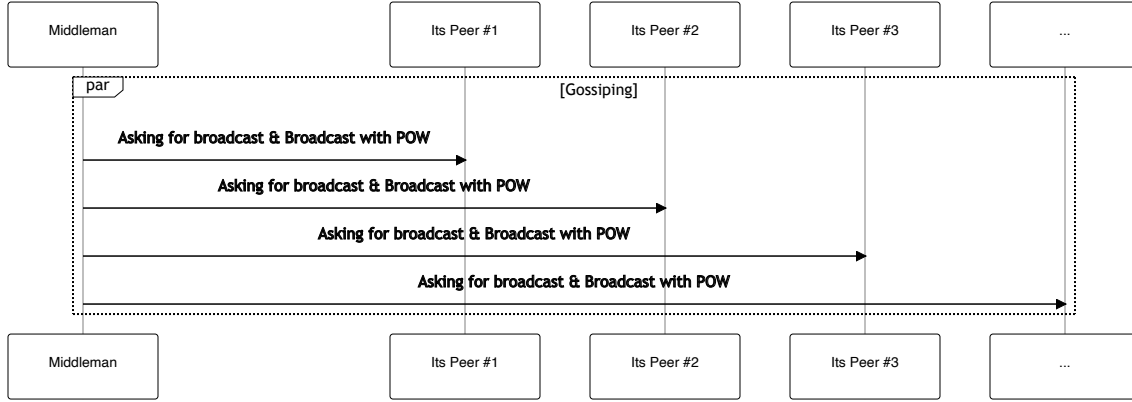 Middleman
Its Peer #1
Its Peer #2
Its Peer #3
...
par
[Gossiping]
Asking for broadcast & Broadcast with POW
Asking for broadcast & Broadcast with POW
Asking for broadcast & Broadcast with POW
Asking for broadcast & Broadcast with POW
Middleman
Its Peer #1
Its Peer #2
Its Peer #3
...